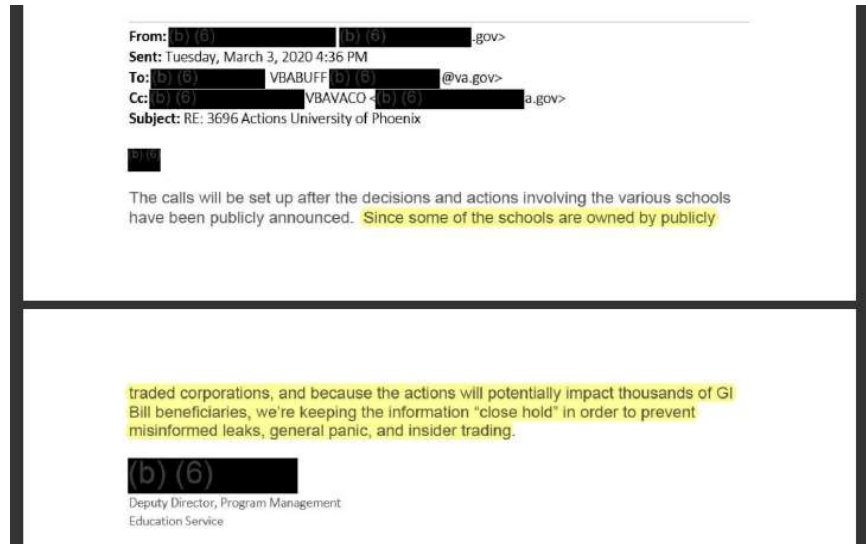 From: (b) (6) (b) (6) .gov>
Sent: Tuesday, March 3, 2020 4:36 PM
To: (b) (6) VBABUFF (b) (6) @va.gov>
Cc: (b) (6) VBAVACO <(b) (6) a.gov>
Subject: RE: 3696 Actions University of Phoenix
(b) (6)
The calls will be set up after the decisions and actions involving the various schools
have been publicly announced. Since some of the schools are owned by publicly
traded corporations, and because the actions will potentially impact thousands of GI
Bill beneficiaries, we're keeping the information “close hold” in order to prevent
misinformed leaks, general panic, and insider trading.
(b) (6)
Deputy Director, Program Management
Education Service